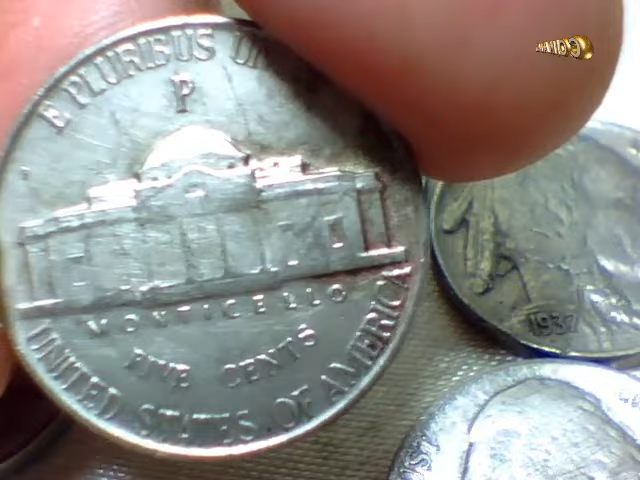 E PLURIBUS U
P
MONTICELLO
FIVE CENTS
UNITED STATES OF AMERICA
1937